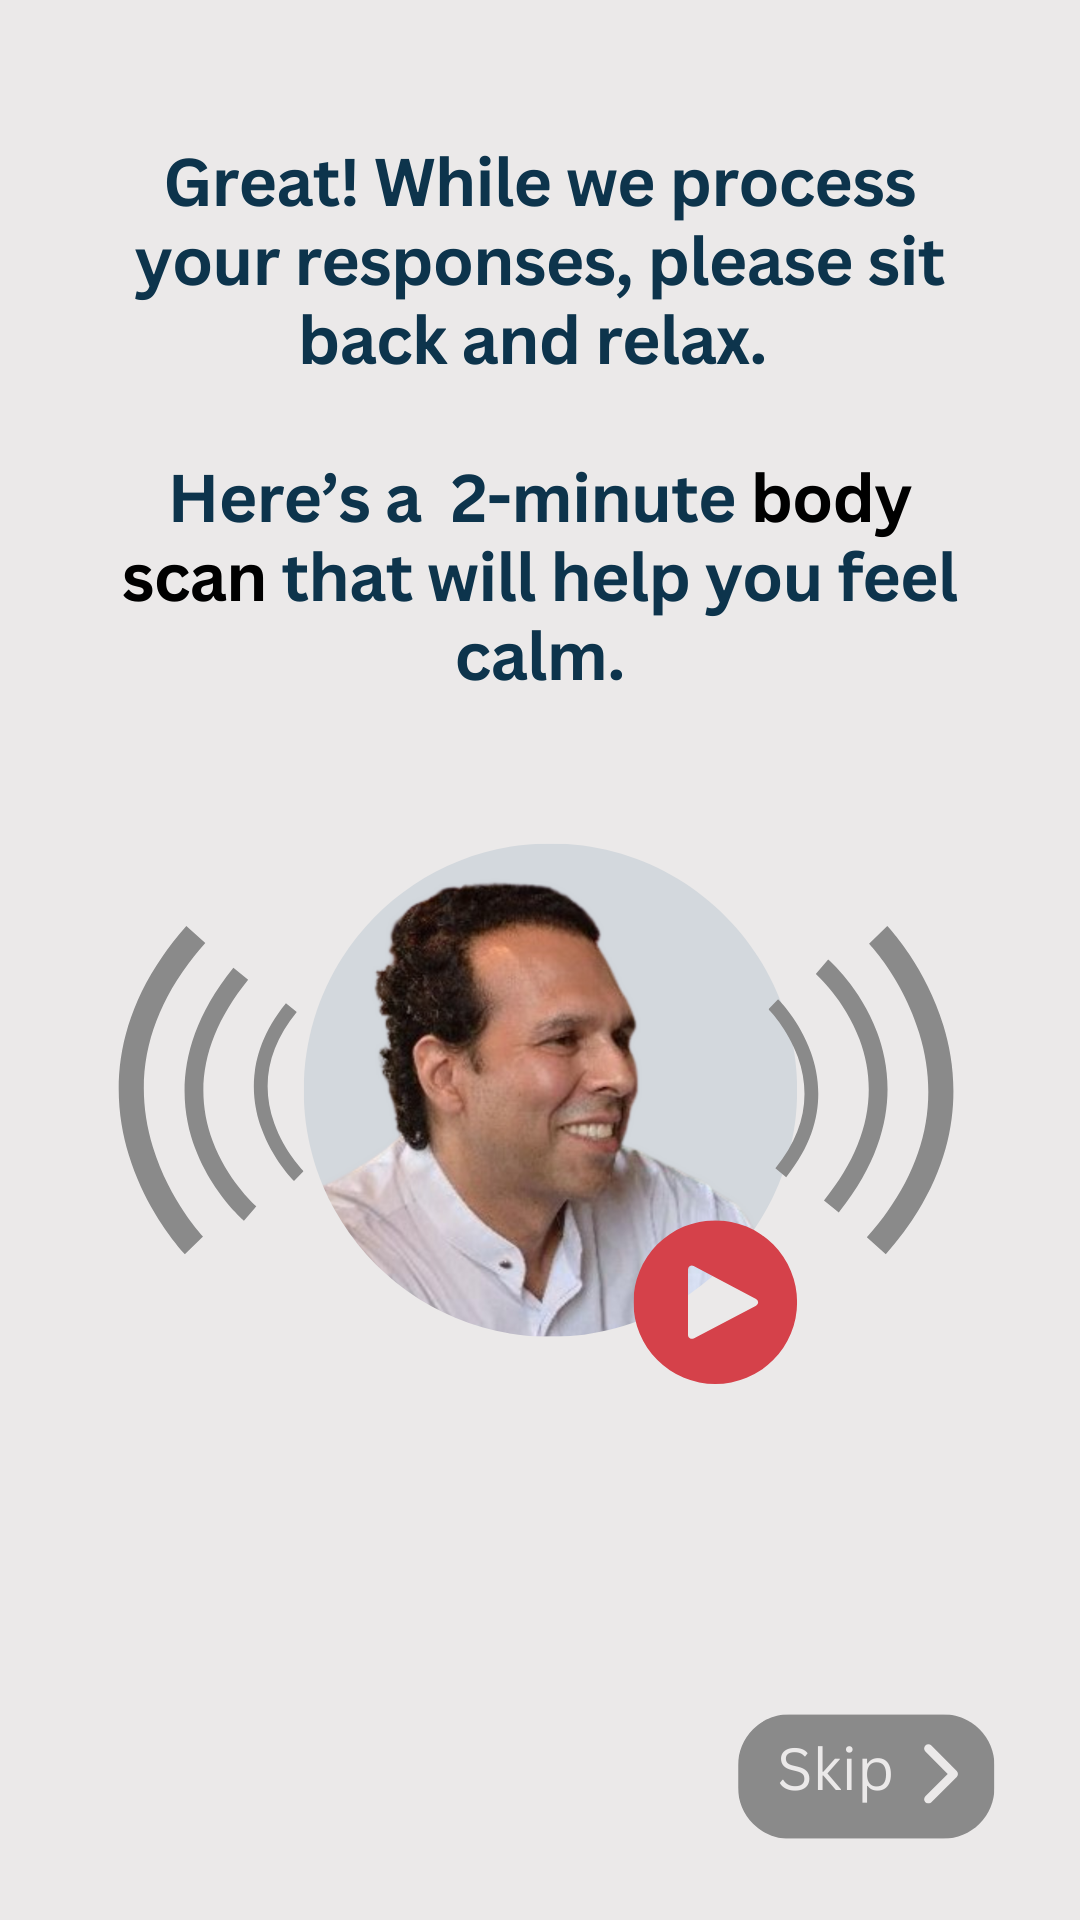 Great! While we process
your responses, please sit
back and relax.
Here’s a  2-minute body
scan that will help you feel
calm.
Skip